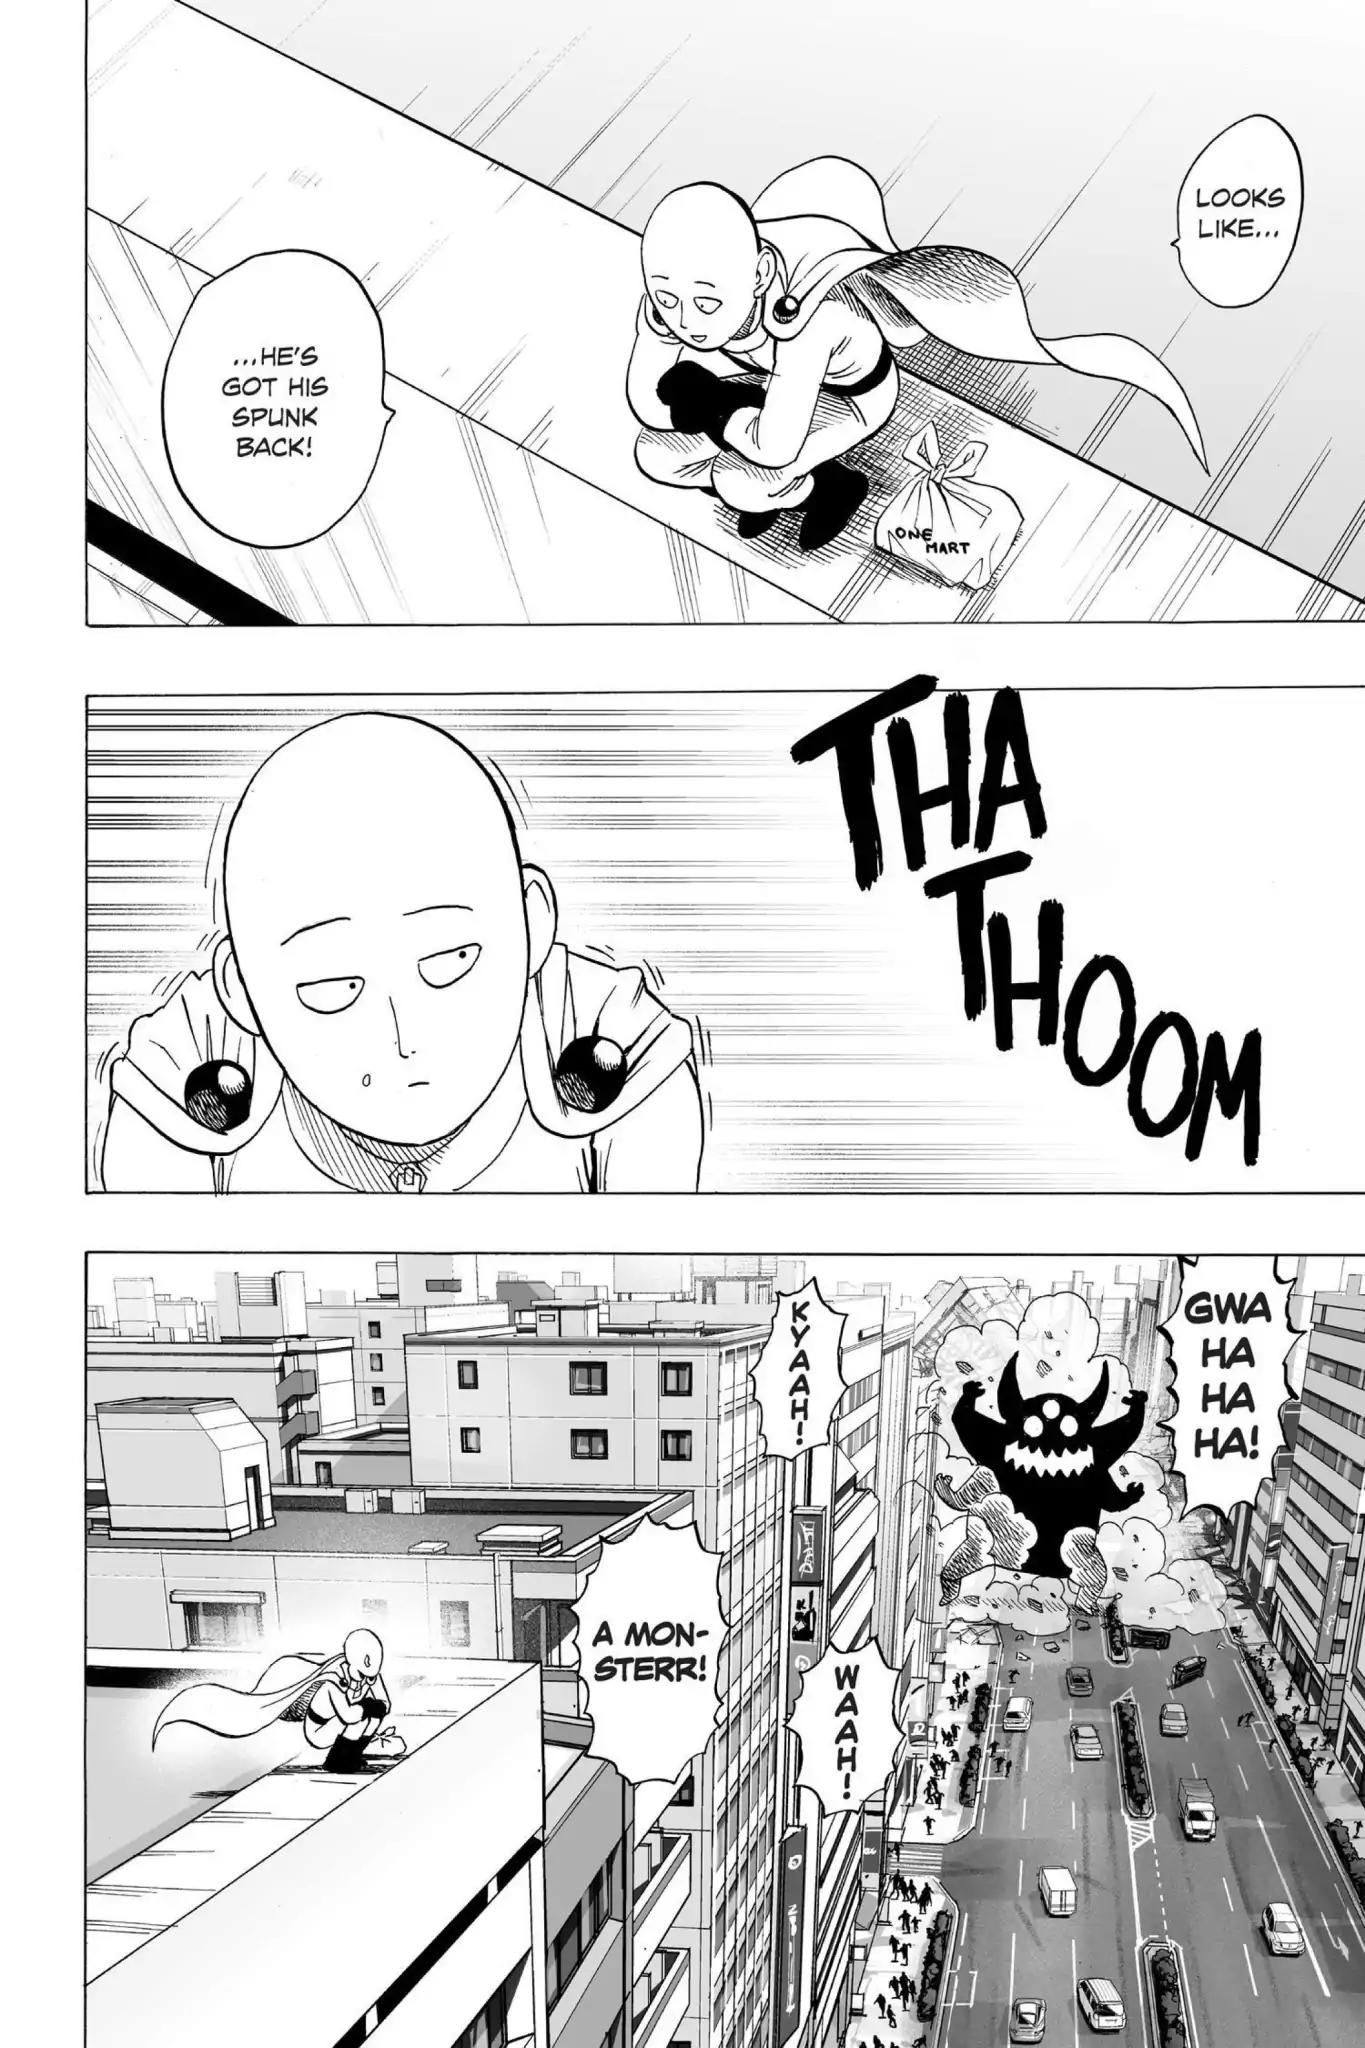 LOOKS
LIKE...
...HE'S
GOT HIS
SPUNK
BACK!
ONE
MART
THA
THOOM
GWA
HA
HA
HA!
KYAAH!
A MON-
STERR!
WAAH!